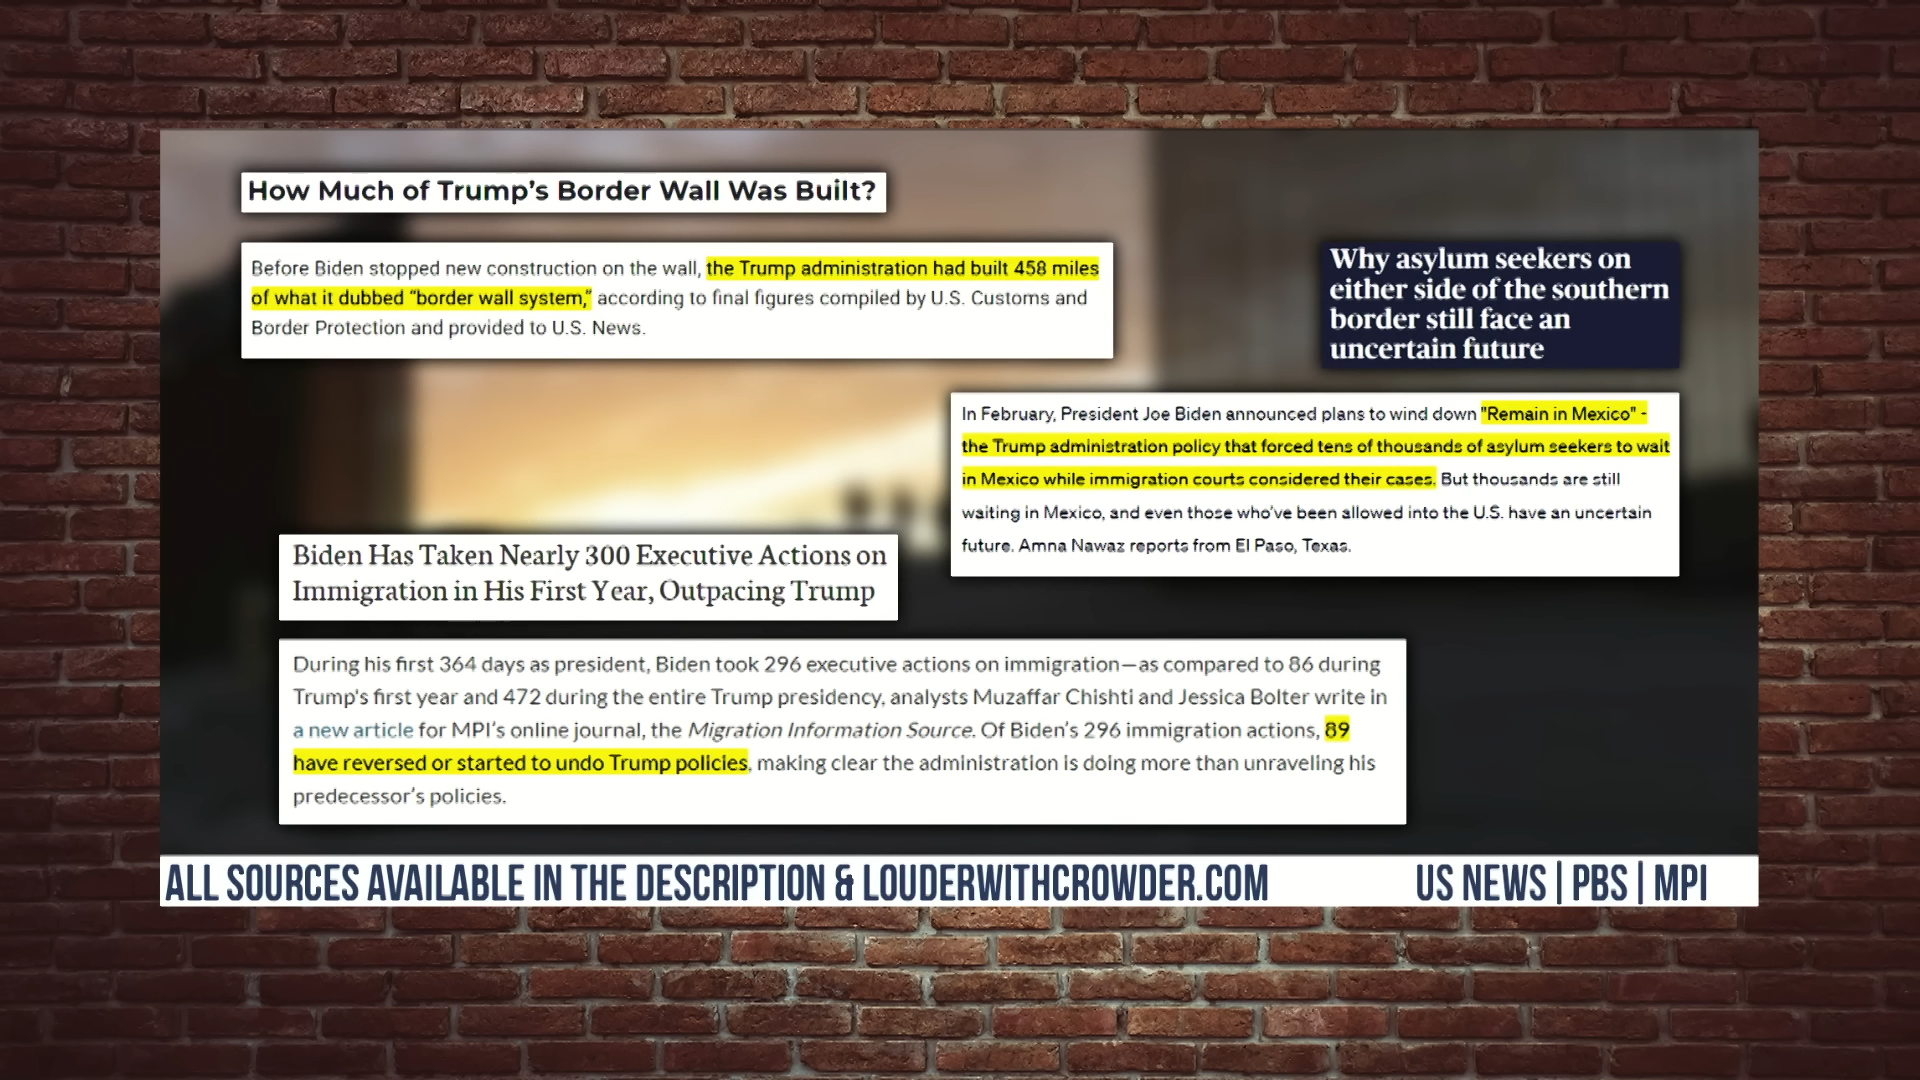 How Much of Trump's Border Wall Was Built?
Before Biden stopped new construction on the wall, the Trump administration had built 458 miles
of what it dubbed "border wall system," according to final figures compiled by U.S. Customs and
Border Protection and provided to U.S. News.
Why asylum seekers on
either side of the southern
border still face an
uncertain future
In February, President Joe Biden announced plans to wind down "Remain in Mexico" -
the Trump administration policy that forced tens of thousands of asylum seekers to wait
in Mexico while immigration courts considered their cases. But thousands are still
waiting in Mexico, and even those who've been allowed into the U.S. have an uncertain
future. Amna Nawaz reports from El Paso, Texas.
Biden Has Taken Nearly 300 Executive Actions on
Immigration in His First Year, Outpacing Trump
During his first 364 days as president, Biden took 296 executive actions on immigration—as compared to 86 during
Trump's first year and 472 during the entire Trump presidency, analysts Muzaffar Chishti and Jessica Bolter write in
a new article for MPI's online journal, the Migration Information Source. Of Biden's 296 immigration actions, 89
have reversed or started to undo Trump policies, making clear the administration is doing more than unraveling his
predecessor's policies.
ALL SOURCES AVAILABLE IN THE DESCRIPTION & LOUDERWITHCROWDER.COM
US NEWS | PBS | MPI